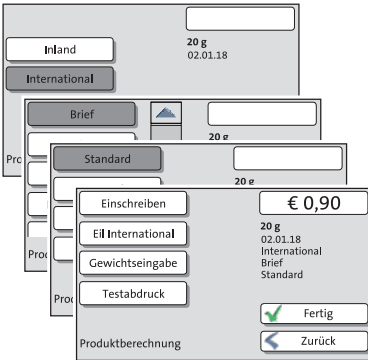 Inland
20 g
02.01.18
International
Brief
20 g
Pro
Standard
20 g
Prod
Einschreiben
€ 0,90
20 g
Eil International
02.01.18
International
Gewichtseingabe
Brief
Standard
Prod
Testabdruck
Fertig
Produktberechnung
Zurück